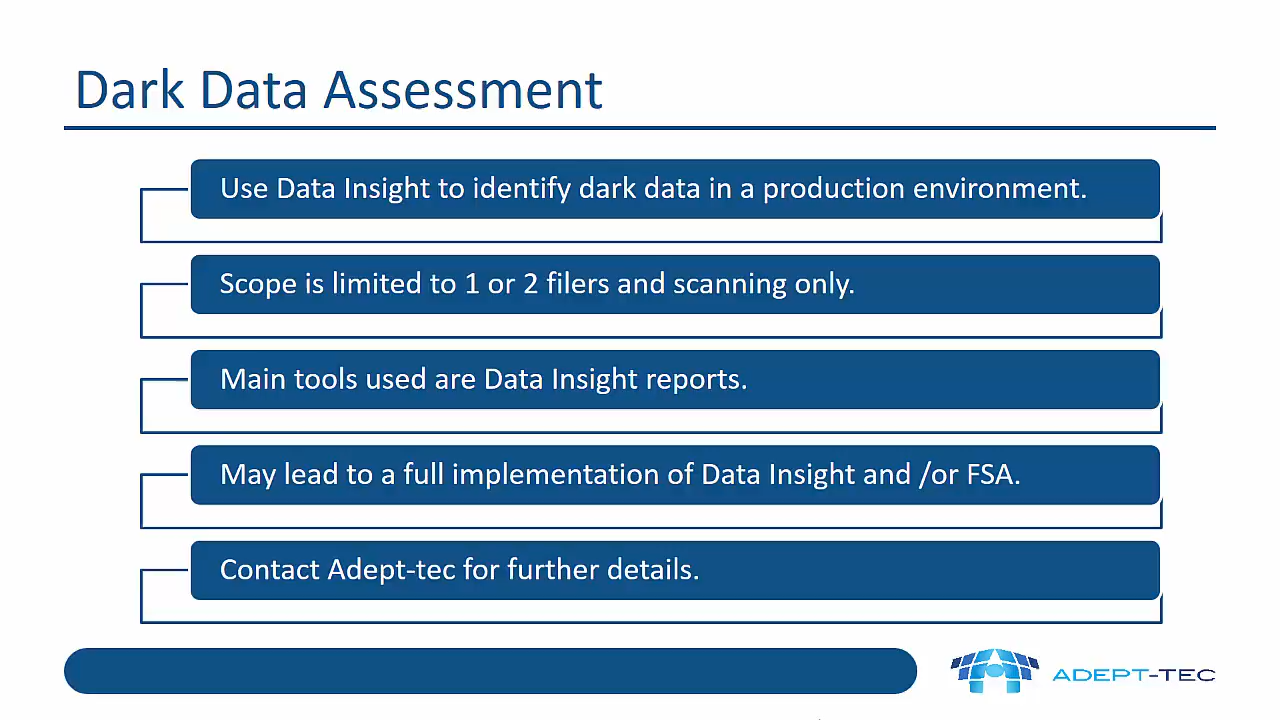 Dark Data Assessment
Use Data Insight to identify dark data in a production environment.
Scope is limited to 1 or 2 filers and scanning only.
Main tools used are Data Insight reports.
May lead to a full implementation of Data Insight and /or FSA.
Contact Adept-tec for further details.
ADEPT-TEC